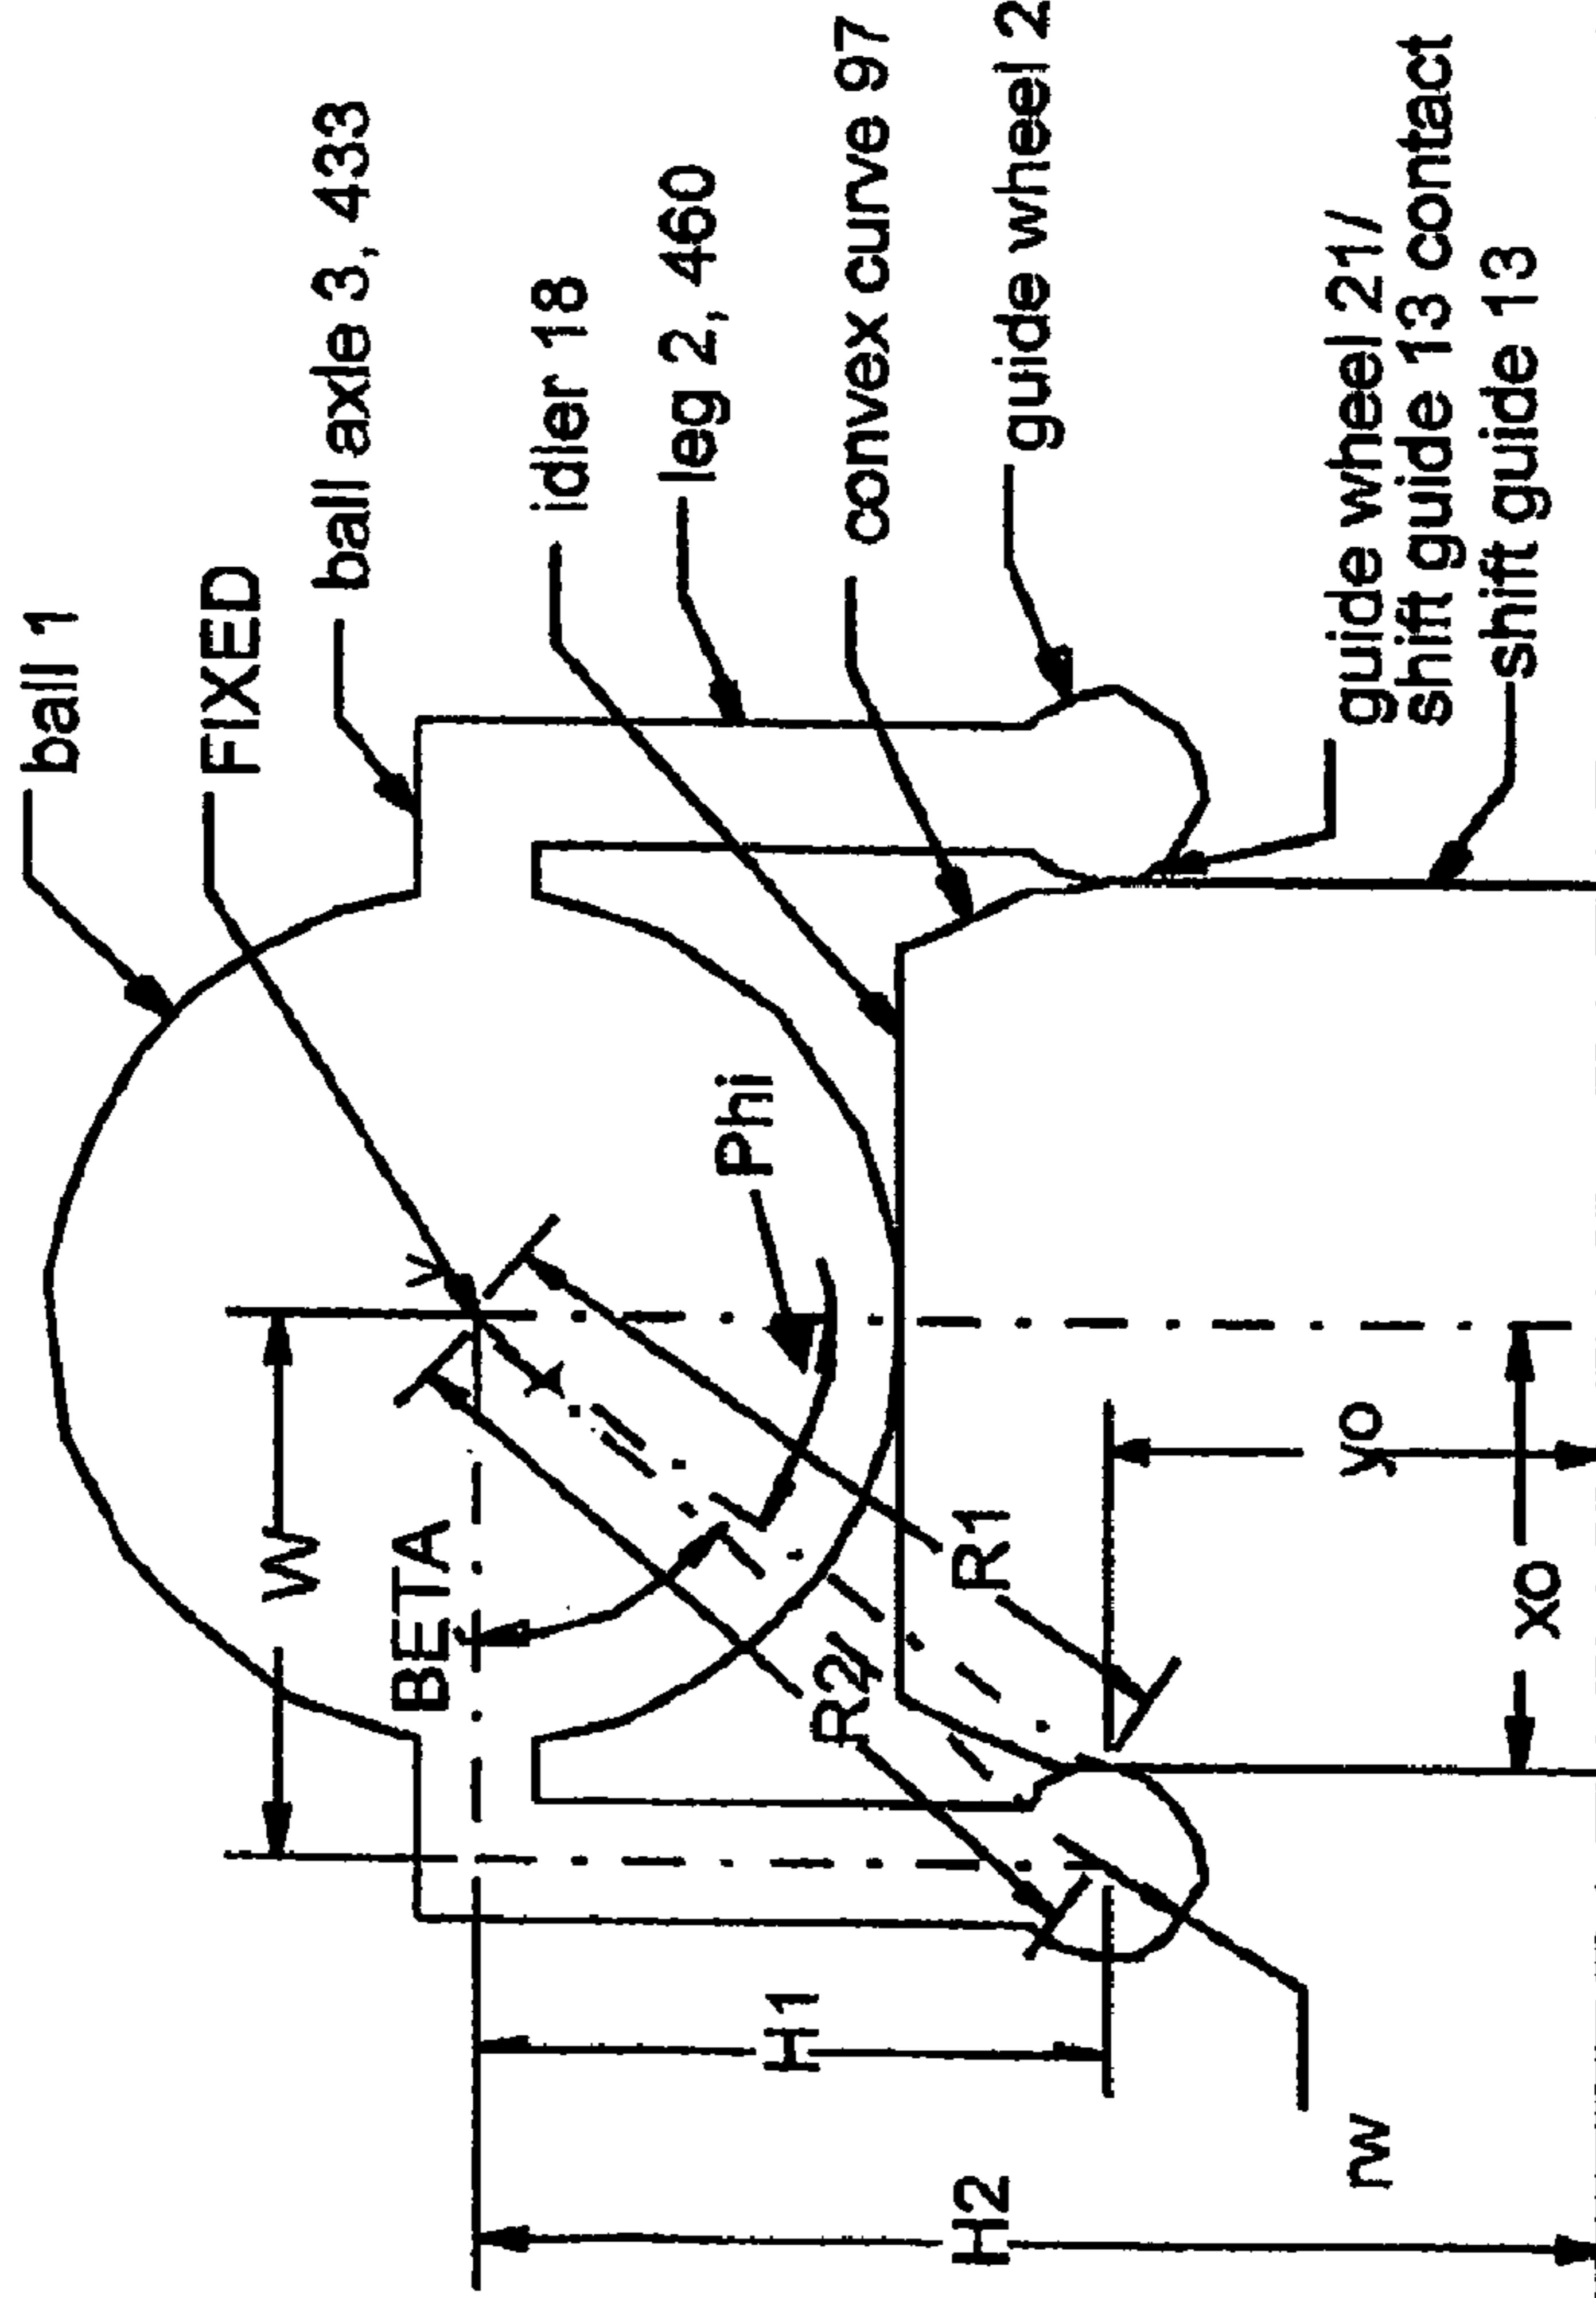 ball 1
FIXED
ball axle 3, 433
idler 18
leg 2, 460
convex curve 97
guide wheel 2
guide wheel 21/
shift guide 13 contact
shift guide 13
Phi
W
BETA
R2
R1
yo
xo
H1
H2
rw